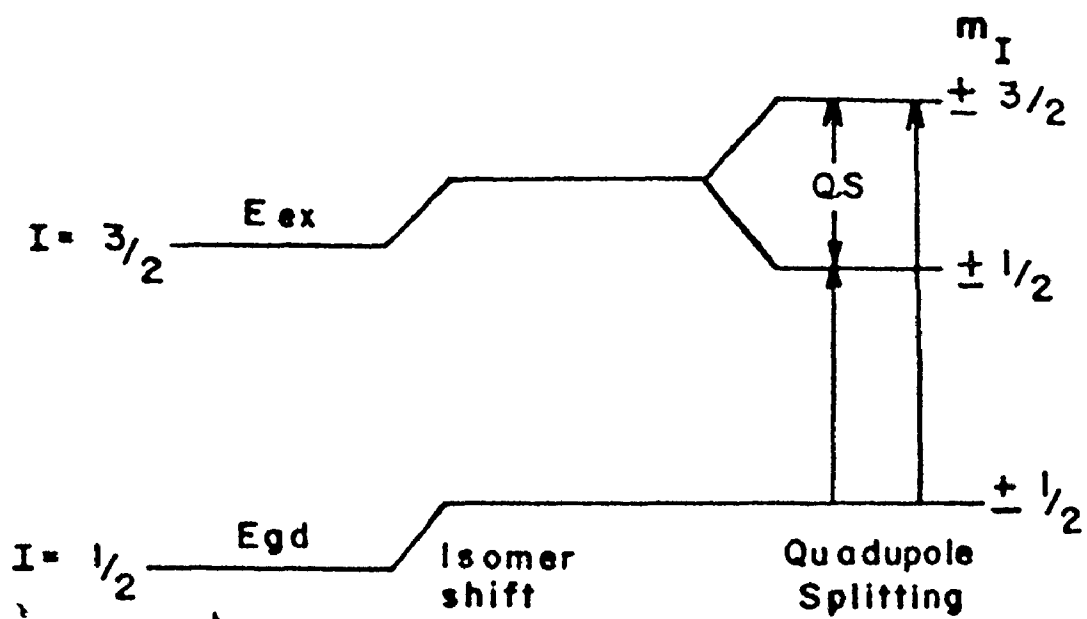 m I
± 3/2
QS
E ex
I = 3/2
± 1/2
± 1/2
Egd
I = 1/2
Isomer
shift
Quadupole
Splitting